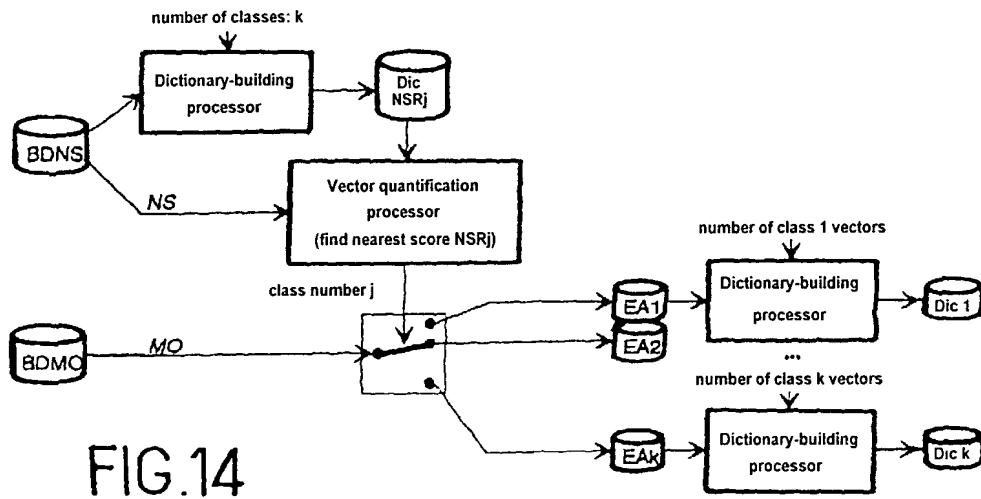 number of classes: k
Dictionary-building
processor
Dic
NSRj
BDNS
NS
Vector quantification
processor
(find nearest score NSRj)
class number j
number of class 1 vectors
EA1
Dictionary-building
processor
Dic 1
EA2
BDMO
MO
...
number of class k vectors
EAk
Dictionary-building
processor
Dic k
FIG.14